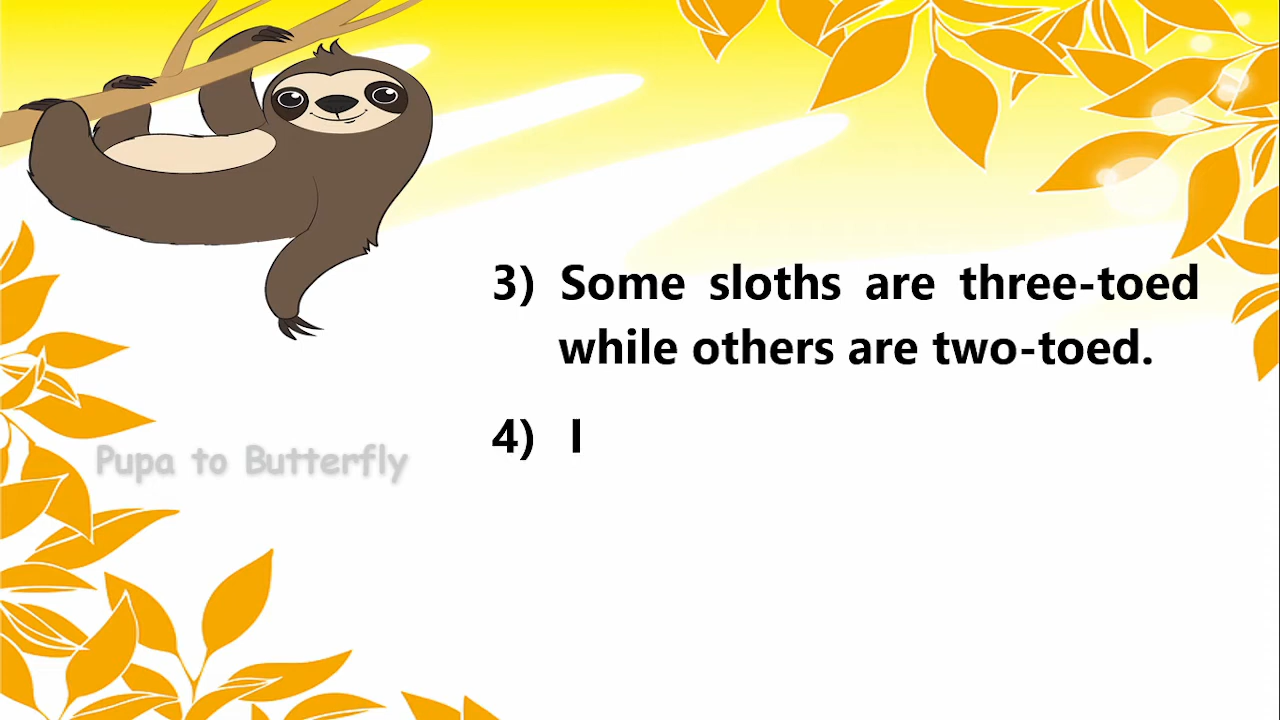 3) Some sloths are three-toed
while others are two-toed.
4) I
Pupa to Butterfly